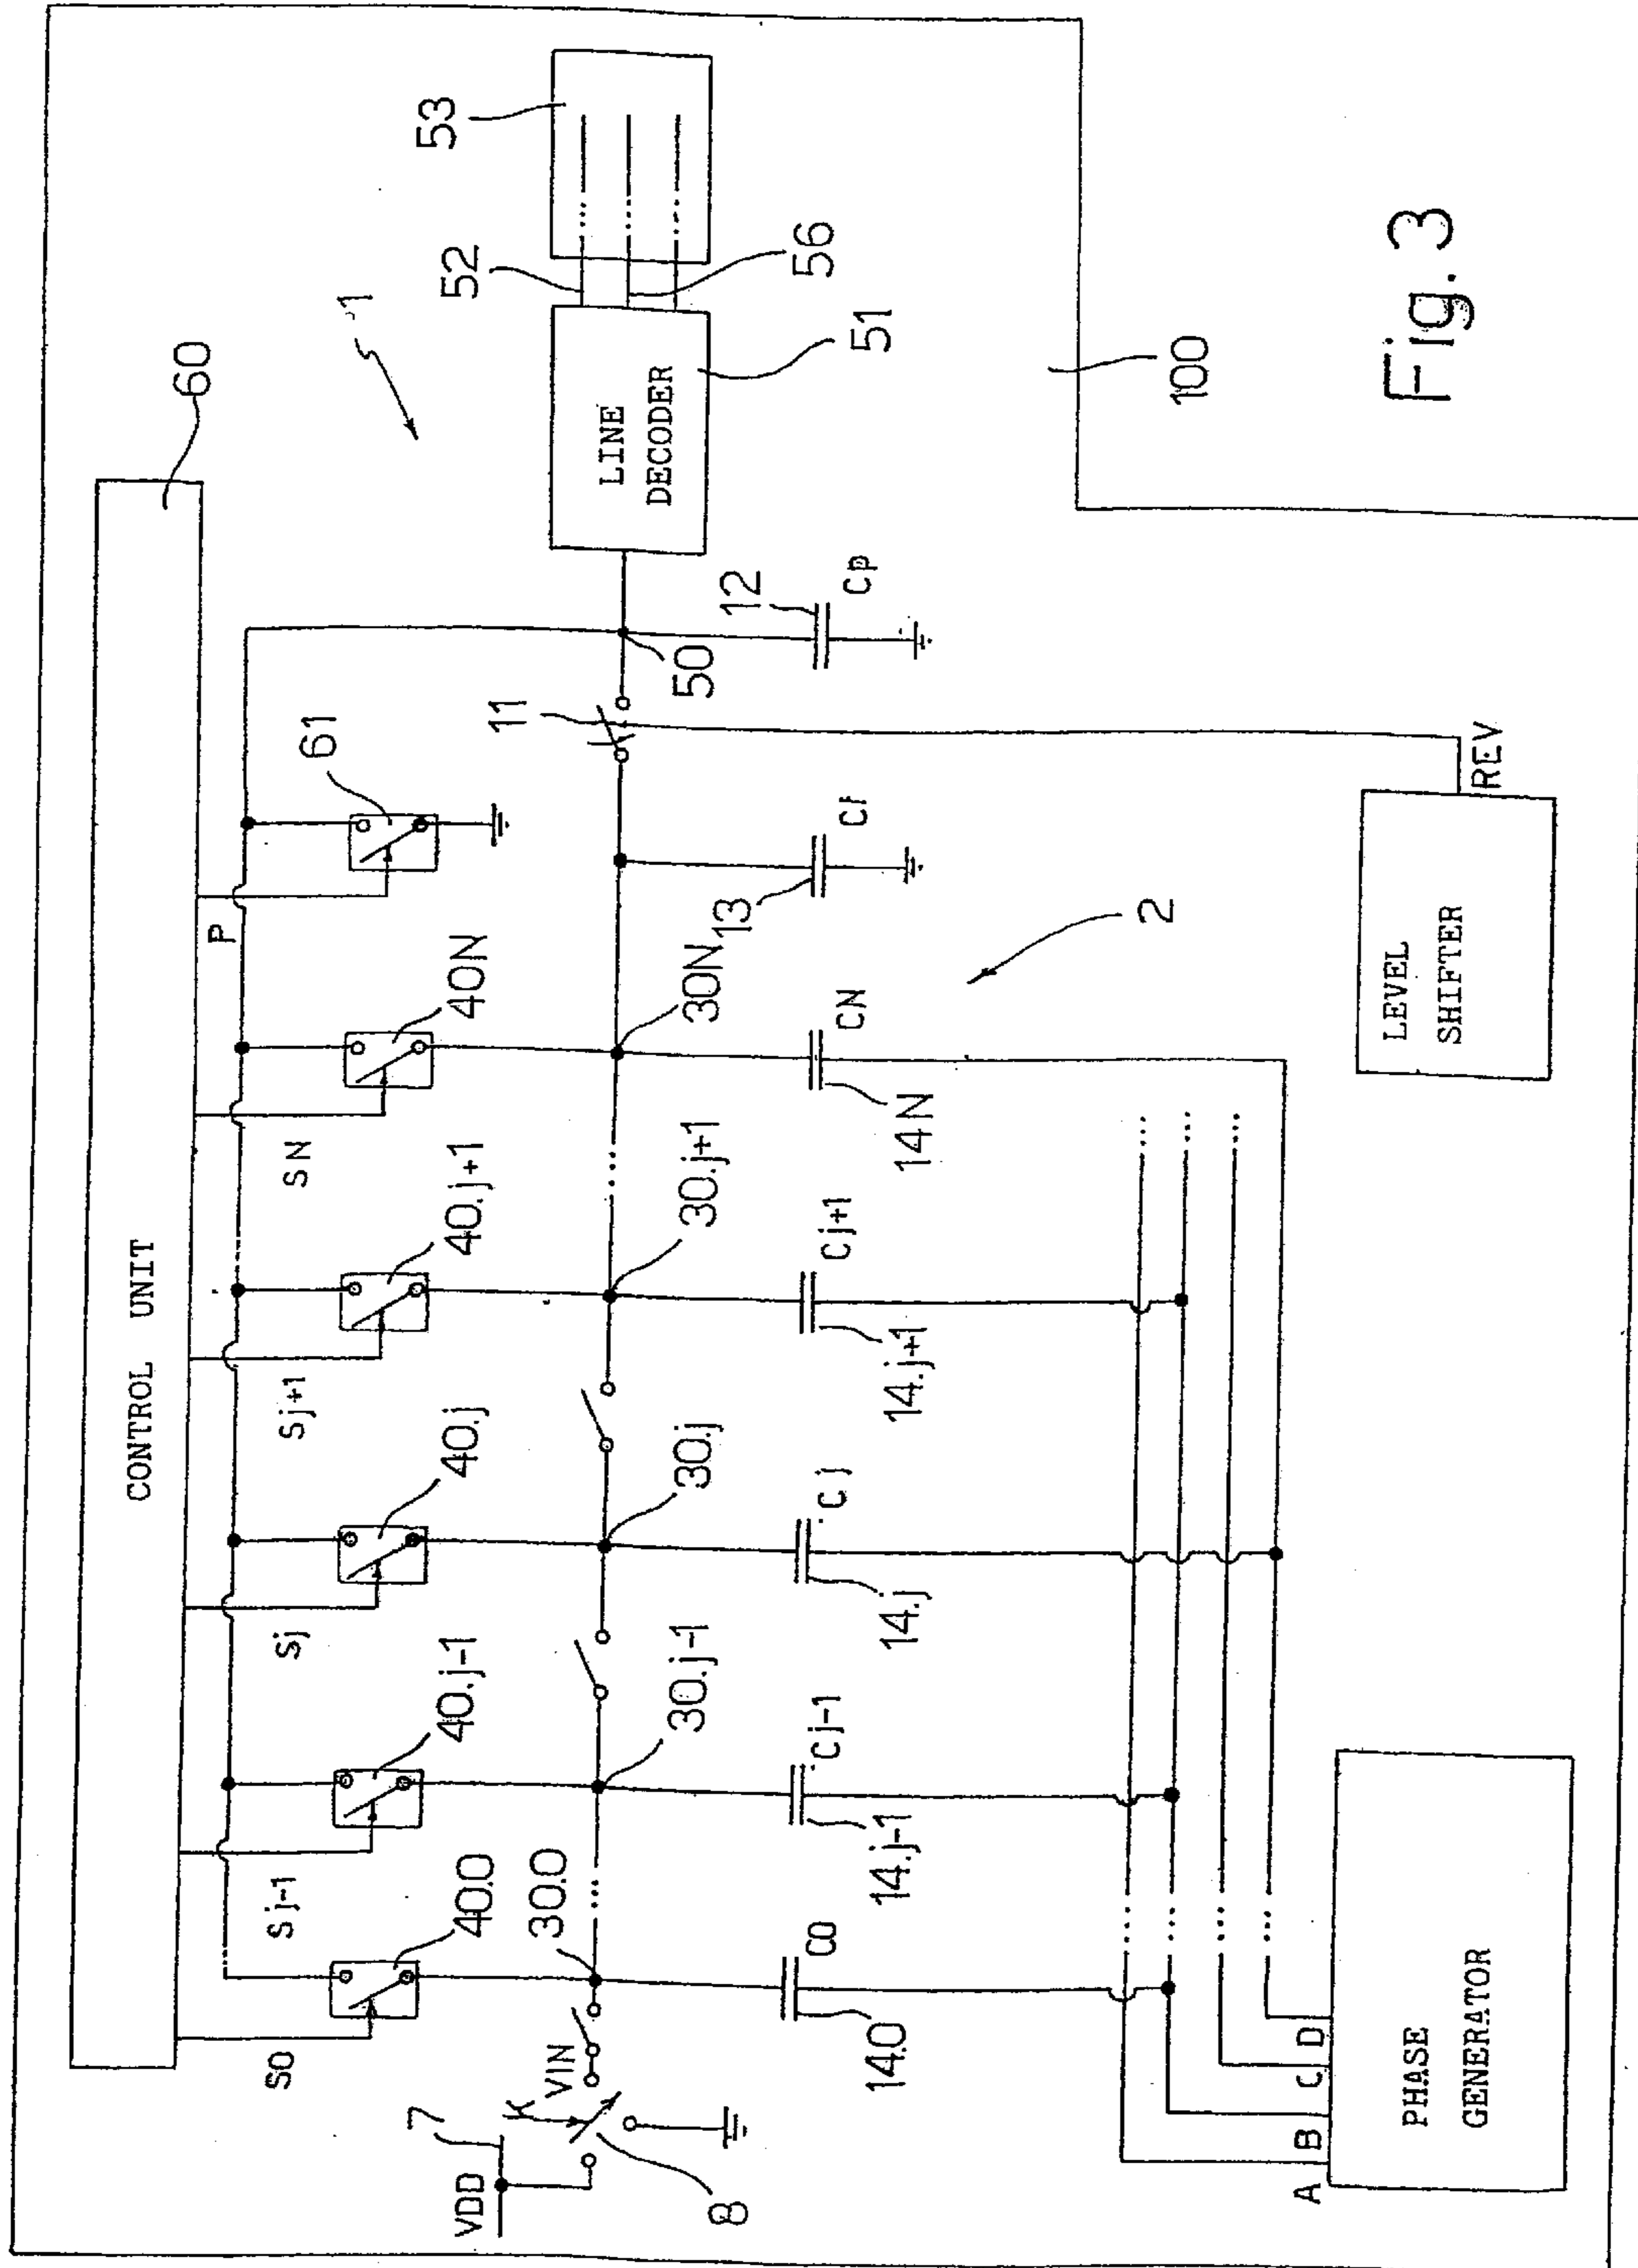 CONTROL UNIT
60
1
S0
Sj-1
Sj
Sj+1
SN
P
40.0
40.j-1
40.j
40.j+1
40N
61
53
52
56
LINE
DECODER
51
7
VDD
K
VIN
8
30.0
30.j-1
30.j
30.j+1
30N
11
50
12
Cp
13
C0
Cj-1
Cj
Cj+1
CN
14.0
14.j-1
14.j
14.j+1
14N
2
100
A
B
C
D
PHASE
GENERATOR
LEVEL
SHIFTER
REV
Fig. 3